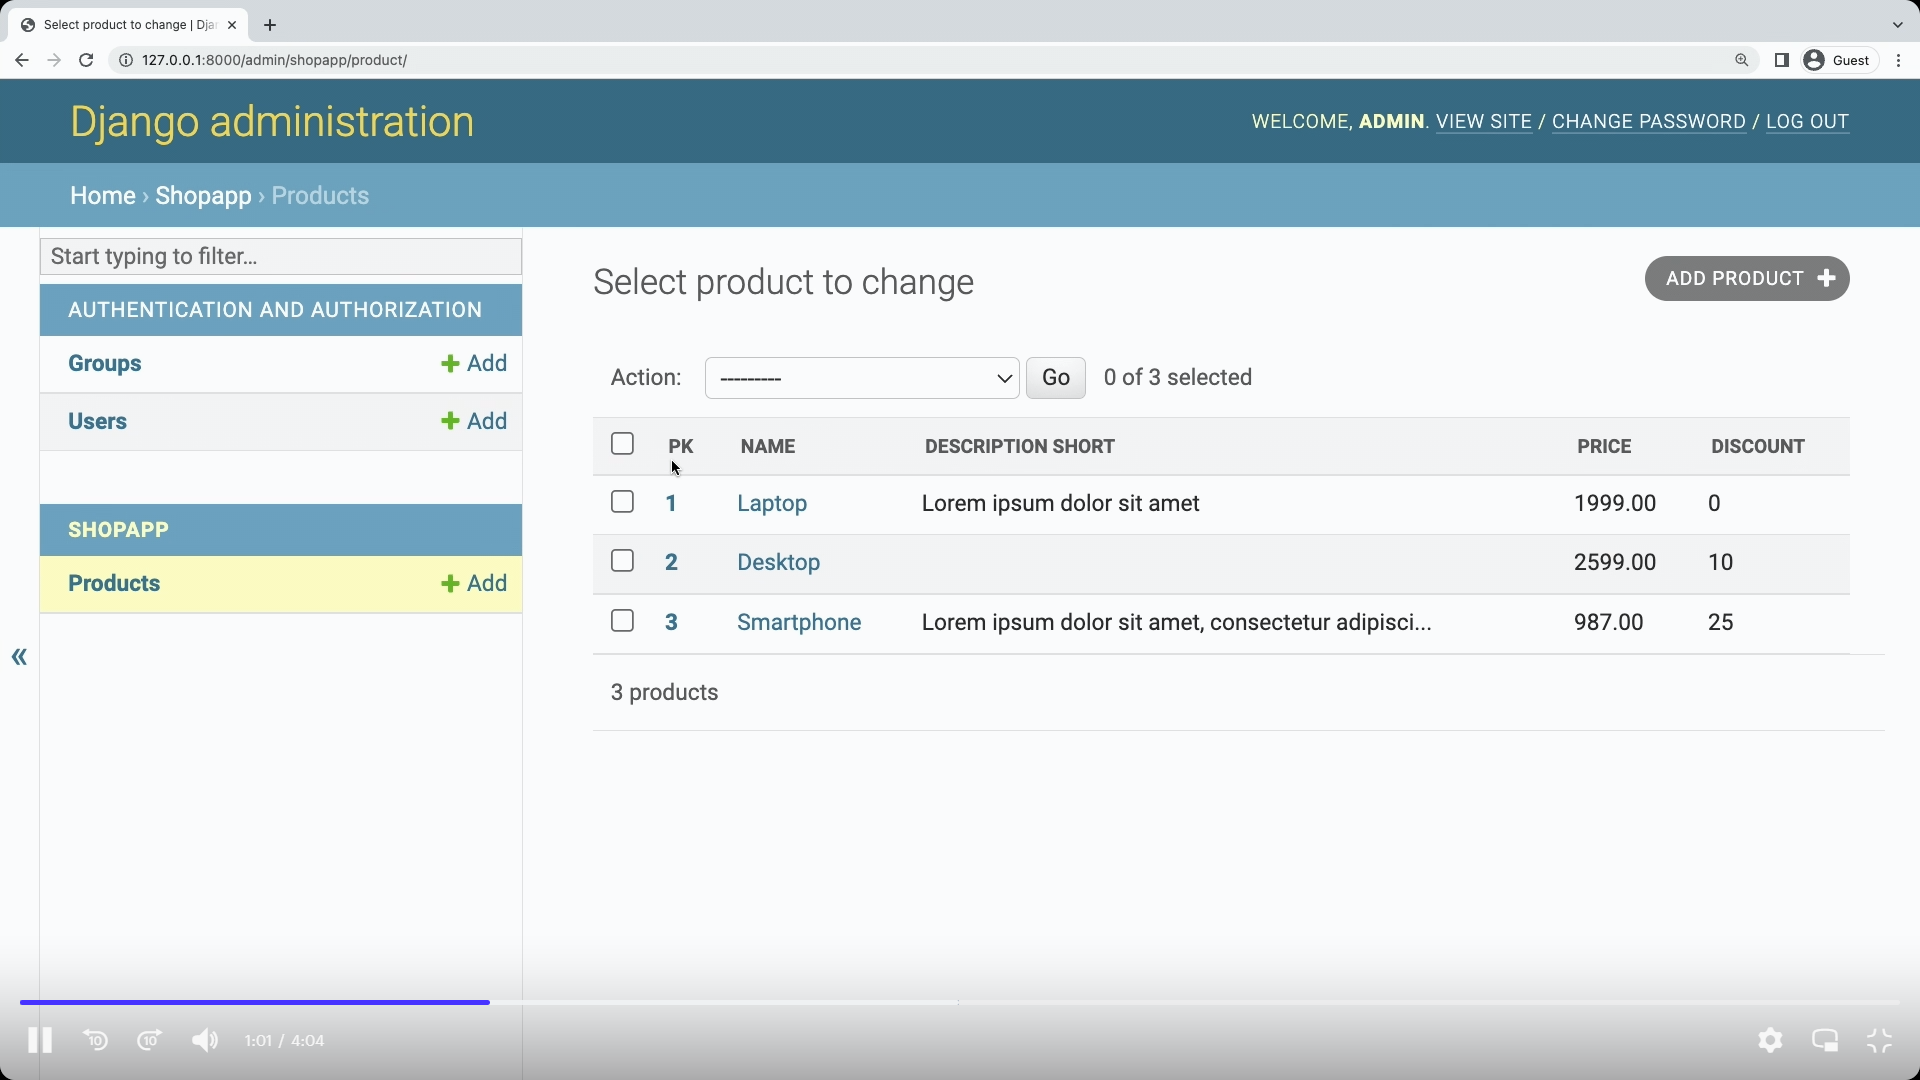 Select product to change | Dja
127.0.0.1:8000/admin/shopapp/product/
Guest
Django administration
WELCOME, ADMIN. VIEW SITE / CHANGE PASSWORD / LOG OUT
Home › Shopapp › Products
Start typing to filter...
AUTHENTICATION AND AUTHORIZATION
Groups + Add
Users + Add
SHOPAPP
Products + Add
«
Select product to change
ADD PRODUCT +
Action: --------- Go 0 of 3 selected
PK NAME DESCRIPTION SHORT PRICE DISCOUNT
1 Laptop Lorem ipsum dolor sit amet 1999.00 0
2 Desktop 2599.00 10
3 Smartphone Lorem ipsum dolor sit amet, consectetur adipisci... 987.00 25
3 products
10 10 1:01 / 4:04